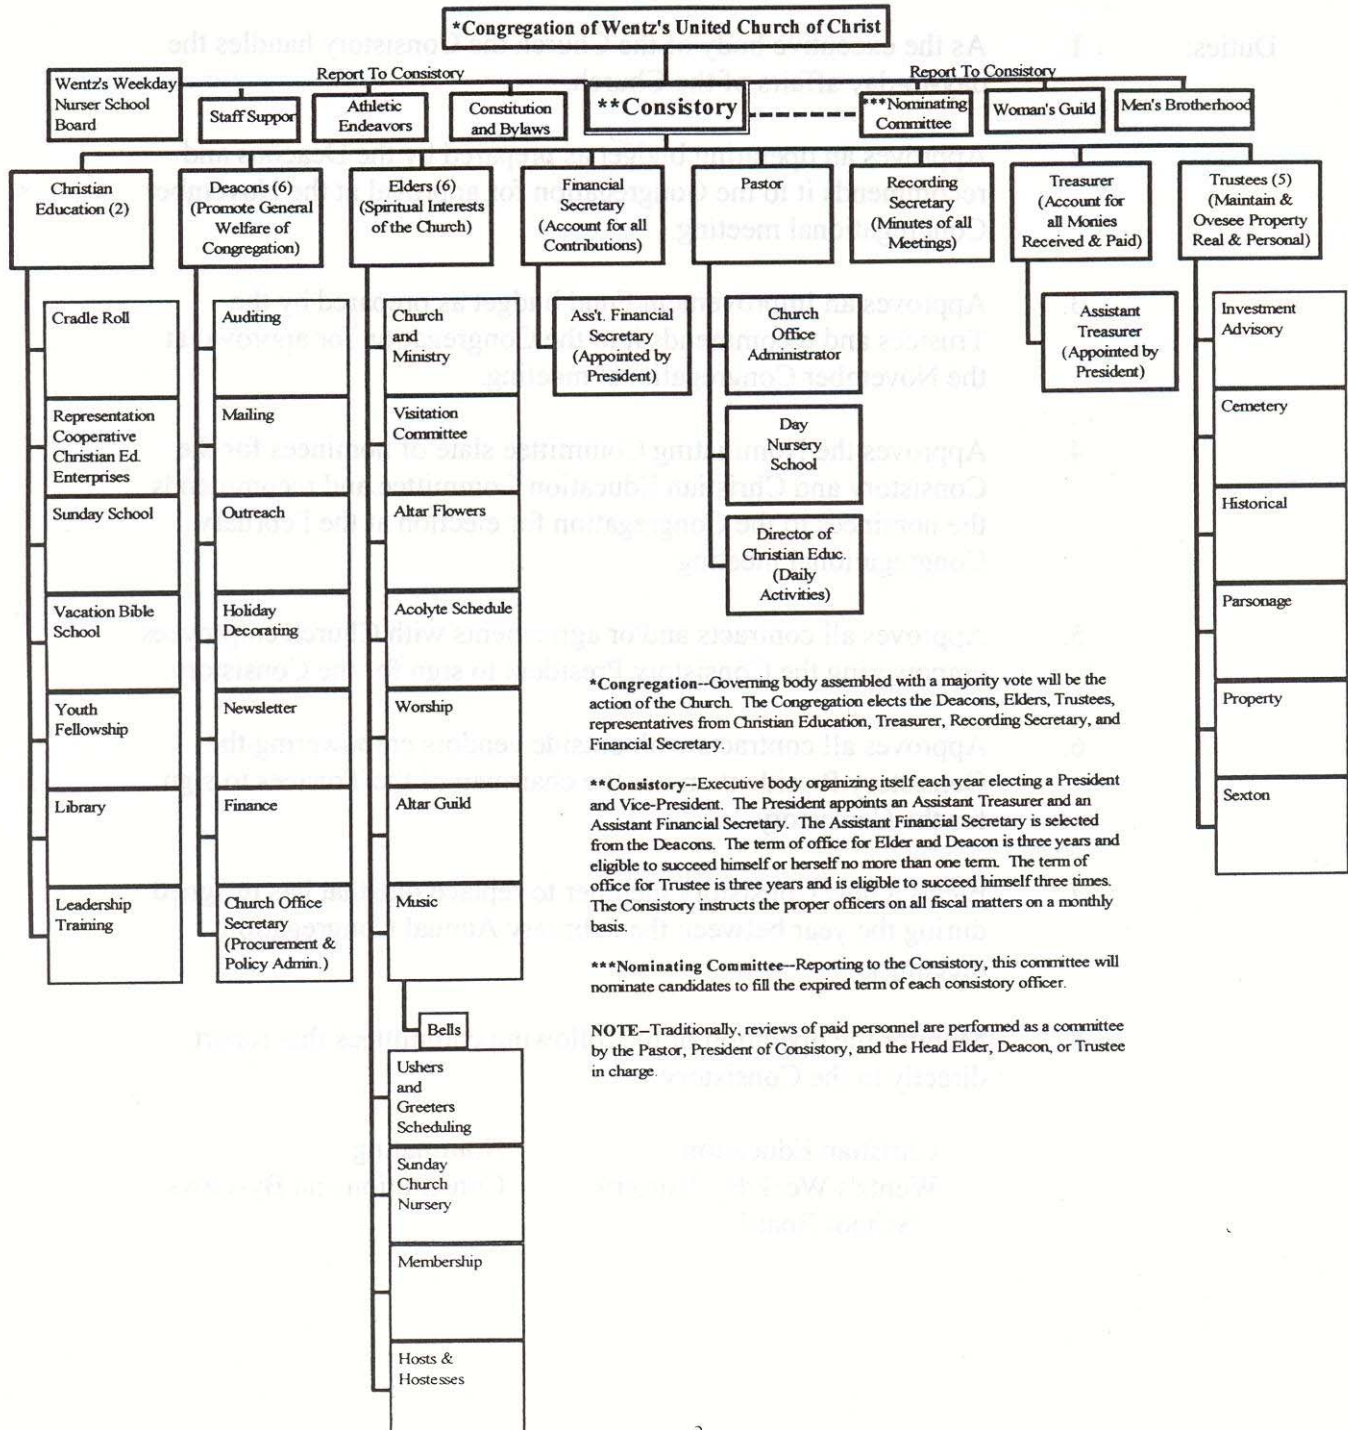 *Congregation of Wentz's United Church of Christ
Report To Consistory
Report To Consistory
Wentz's Weekday
Nurser School
Board
Staff Support
Athletic
Endeavors
Constitution
and Bylaws
**Consistory
***Nominating
Committee
Woman's Guild
Men's Brotherhood
Christian
Education (2)
Deacons (6)
(Promote General
Welfare of
Congregation)
Elders (6)
(Spiritual Interests
of the Church)
Financial
Secretary
(Account for all
Contributions)
Pastor
Recording
Secretary
(Minutes of all
Meetings)
Treasurer
(Account for
all Monies
Received & Paid)
Trustees (5)
(Maintain &
Ovesee Property
Real & Personal)
Cradle Roll
Representation
Cooperative
Christian Ed.
Enterprises
Sunday School
Vacation Bible
School
Youth
Fellowship
Library
Leadership
Training
Auditing
Mailing
Outreach
Holiday
Decorating
Newsletter
Finance
Church Office
Secretary
(Procurement &
Policy Admin.)
Church
and
Ministry
Visitation
Committee
Altar Flowers
Acolyte Schedule
Worship
Altar Guild
Music
Bells
Ushers
and
Greeters
Scheduling
Sunday
Church
Nursery
Membership
Hosts &
Hostesses
Ass't. Financial
Secretary
(Appointed by
President)
Church
Office
Administrator
Day
Nursery
School
Director of
Christian Educ.
(Daily
Activities)
Assistant
Treasurer
(Appointed by
President)
Investment
Advisory
Cemetery
Historical
Parsonage
Property
Sexton
*Congregation--Governing body assembled with a majority vote will be the
action of the Church. The Congregation elects the Deacons, Elders, Trustees,
representatives from Christian Education, Treasurer, Recording Secretary, and
Financial Secretary.
**Consistory--Executive body organizing itself each year electing a President
and Vice-President. The President appoints an Assistant Treasurer and an
Assistant Financial Secretary. The Assistant Financial Secretary is selected
from the Deacons. The term of office for Elder and Deacon is three years and
eligible to succeed himself or herself no more than one term. The term of
office for Trustee is three years and is eligible to succeed himself three times.
The Consistory instructs the proper officers on all fiscal matters on a monthly
basis.
***Nominating Committee--Reporting to the Consistory, this committee will
nominate candidates to fill the expired term of each consistory officer.
NOTE--Traditionally, reviews of paid personnel are performed as a committee
by the Pastor, President of Consistory, and the Head Elder, Deacon, or Trustee
in charge.